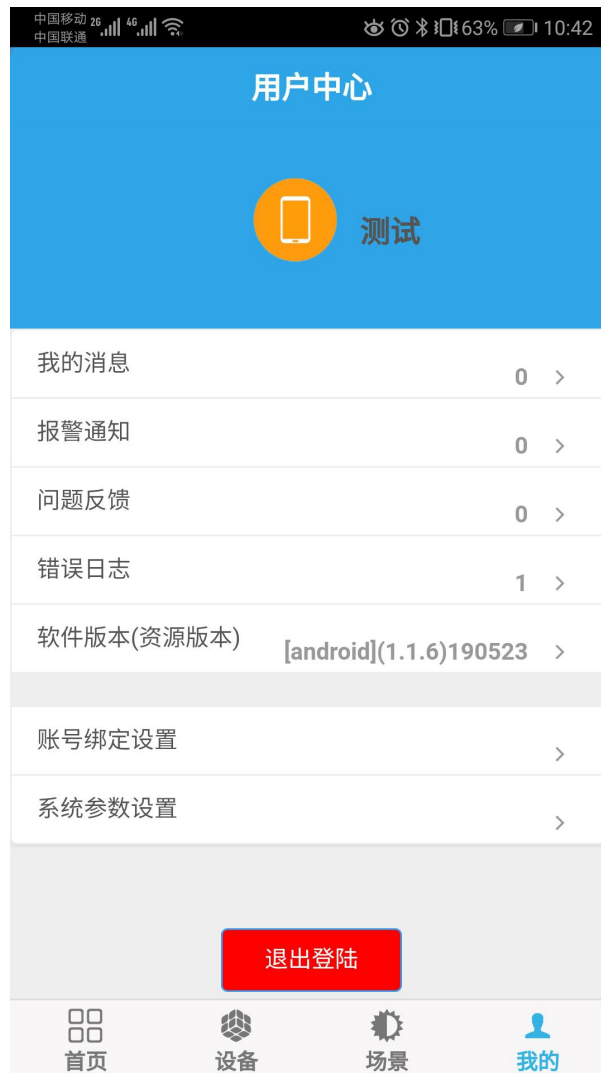 中国移动 2G 4G 63% 10:42
中国联通
用户中心
测试
我的消息 0
报警通知 0
问题反馈 0
错误日志 1
软件版本(资源版本) [android](1.1.6)190523
账号绑定设置
系统参数设置
退出登陆
首页 设备 场景 我的